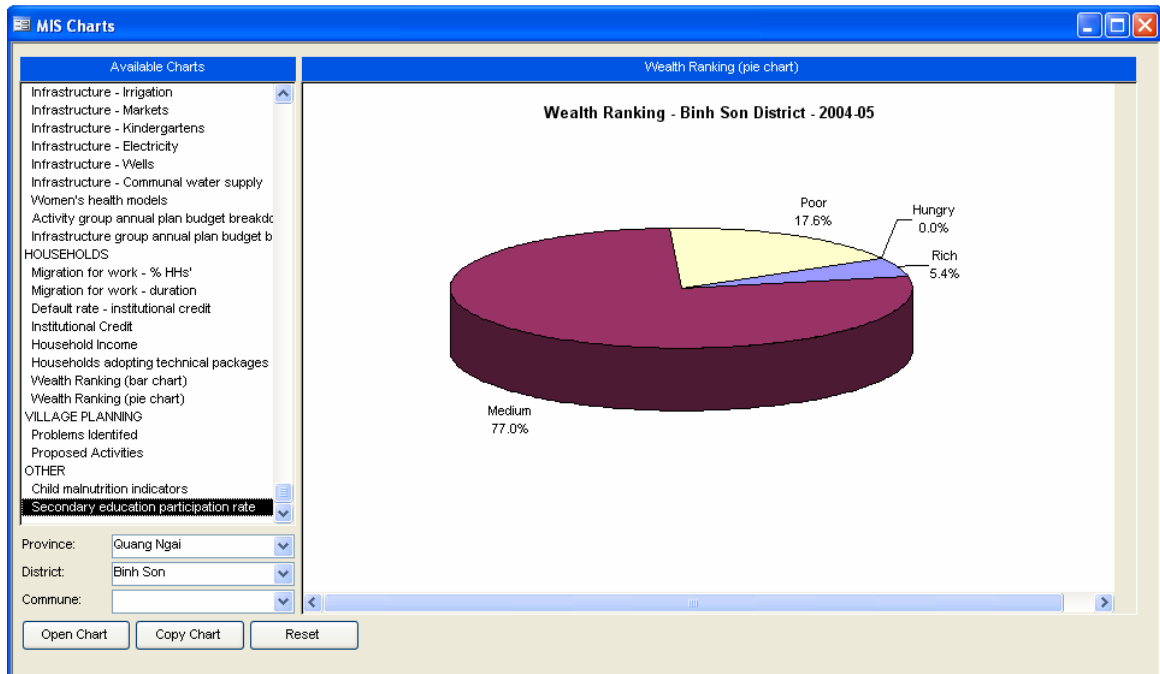 MIS Charts
Available Charts
Infrastructure - Irrigation
Infrastructure - Markets
Infrastructure - Kindergartens
Infrastructure - Electricity
Infrastructure - Wells
Infrastructure - Communal water supply
Women's health models
Activity group annual plan budget breakdo
Infrastructure group annual plan budget b
HOUSEHOLDS
Migration for work - % HHs'
Migration for work - duration
Default rate - institutional credit
Institutional Credit
Household Income
Households adopting technical packages
Wealth Ranking (bar chart)
Wealth Ranking (pie chart)
VILLAGE PLANNING
Problems Identifed
Proposed Activities
OTHER
Child malnutrition indicators
Secondary education participation rate
Province: Quang Ngai
District: Binh Son
Commune:
Open Chart
Copy Chart
Reset
Wealth Ranking (pie chart)
Wealth Ranking - Binh Son District - 2004-05
Poor
17.6%
Hungry
0.0%
Rich
5.4%
Medium
77.0%